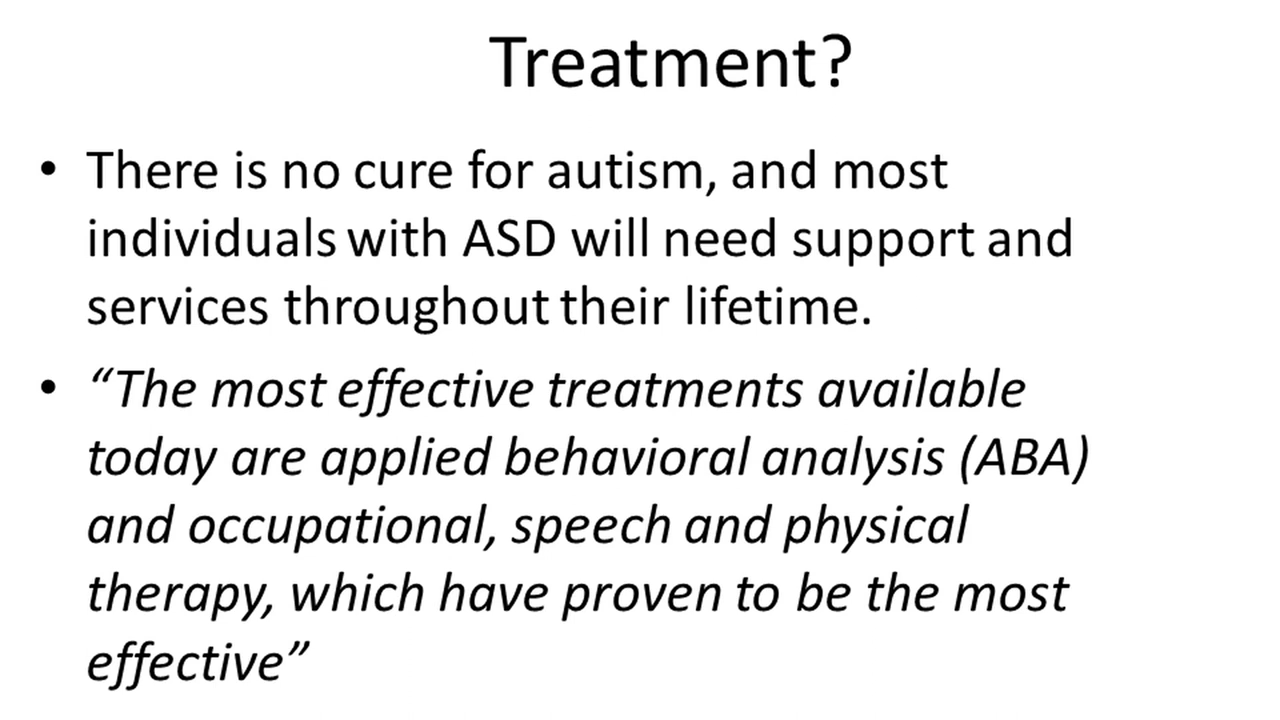 Treatment?
• There is no cure for autism, and most
individuals with ASD will need support and
services throughout their lifetime.
• “The most effective treatments available
today are applied behavioral analysis (ABA)
and occupational, speech and physical
therapy, which have proven to be the most
effective”